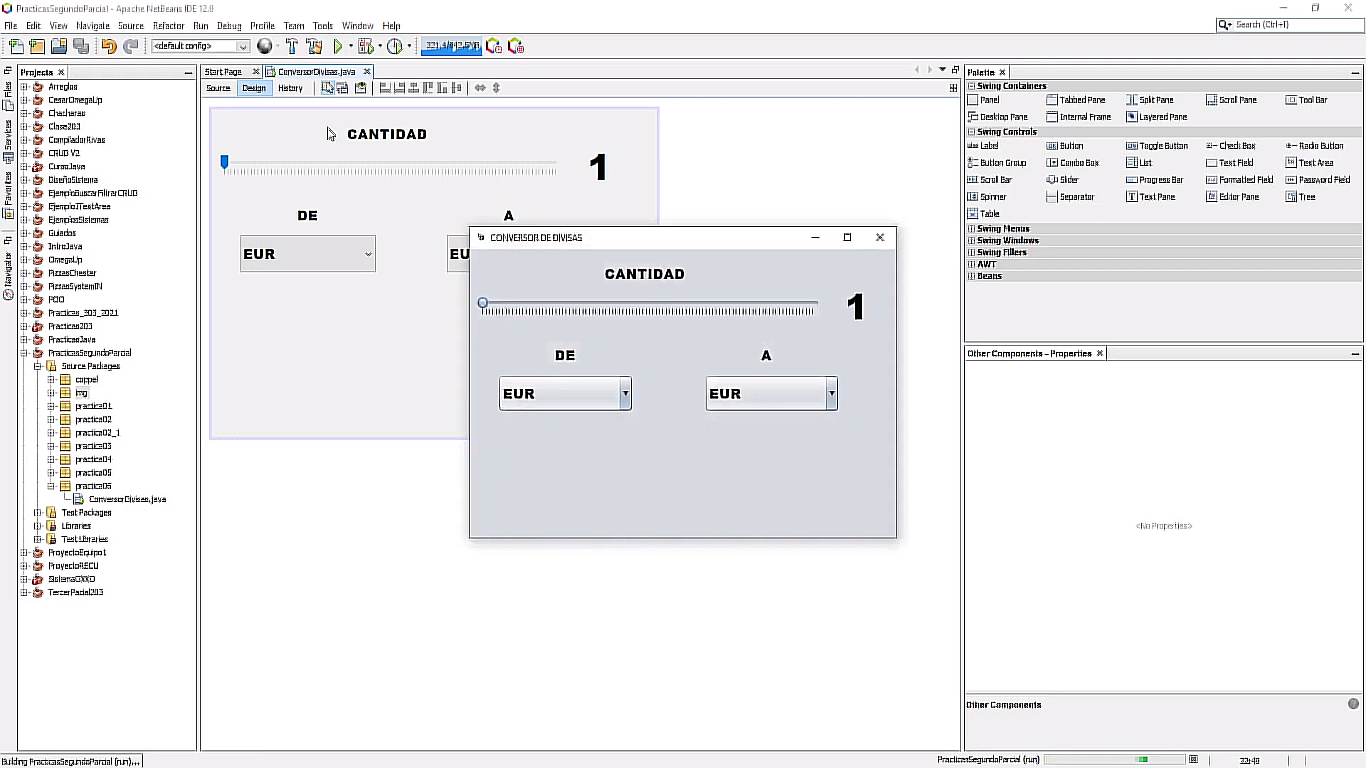 PracticasSegundoParcial - Apache NetBeans IDE 12.0
File Edit View Navigate Source Refactor Run Debug Profile Team Tools Window Help
Search (Ctrl+I)
<default config>
Projects
Start Page ConversorDivisas.java
Palette
Source Design History
Files
Services
Favorites
Navigator
Arreglos
CesarOmegaUp
Chacharas
Clase203
CompiladorRivas
CRUD V2
CursoJava
DiseñoSistema
EjemploBuscarFiltrarCRUD
EjemploJTextArea
EjemplosSistemas
Guiados
IntroJava
OmegaUp
PizzasChester
PizzasSystemIN
POO
Practicas_303_2021
Practicas203
PracticasJava
PracticasSegundoParcial
Source Packages
coppel
img
practica01
practica02
practica02_1
practica03
practica04
practica05
practica06
ConversorDivisas.java
Test Packages
Libraries
Test Libraries
ProyectoEquipo1
ProyectoRECU
TercerParcial203
CANTIDAD
1
DE A
EUR EU
CONVERSOR DE DIVISAS
CANTIDAD
1
DE A
EUR EUR
Swing Containers
Panel Tabbed Pane Split Pane Scroll Pane Tool Bar
Desktop Pane Internal Frame Layered Pane
Swing Controls
Label Button Toggle Button Check Box Radio Button
Button Group Combo Box List Text Field Text Area
Scroll Bar Slider Progress Bar Formatted Field Password Field
Spinner Separator Text Pane Editor Pane Tree
Table
Swing Menus
Swing Windows
Swing Fillers
AWT
Beans
Other Components - Properties
<No Properties>
Other Components
Building PracticasSegundoParcial (run)...
PracticasSegundoParcial (run)